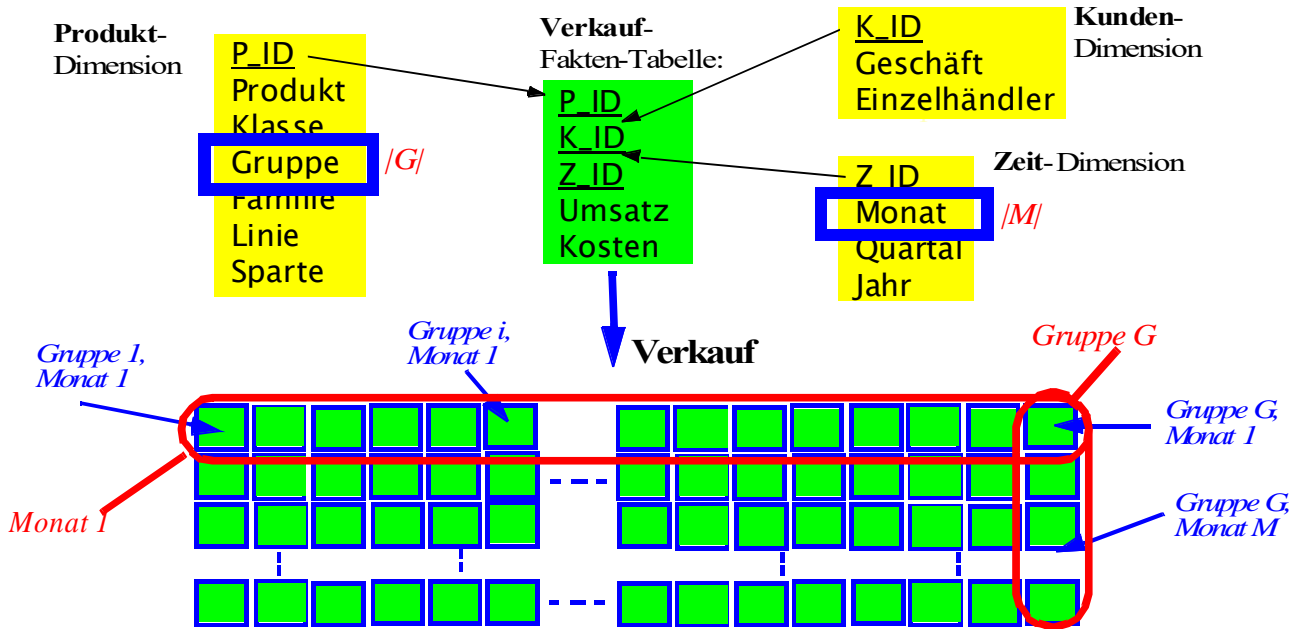 Produkt-
Dimension
P_ID
Produkt
Klasse
Gruppe
Familie
Linie
Sparte
|G|
Verkauf-
Fakten-Tabelle:
P_ID
K_ID
Z_ID
Umsatz
Kosten
K_ID
Geschäft
Einzelhändler
Kunden-
Dimension
Z_ID
Monat
Quartal
Jahr
Zeit-Dimension
|M|
Gruppe 1,
Monat 1
Gruppe i,
Monat 1
Verkauf
Gruppe G
Gruppe G,
Monat 1
Monat 1
Gruppe G,
Monat M